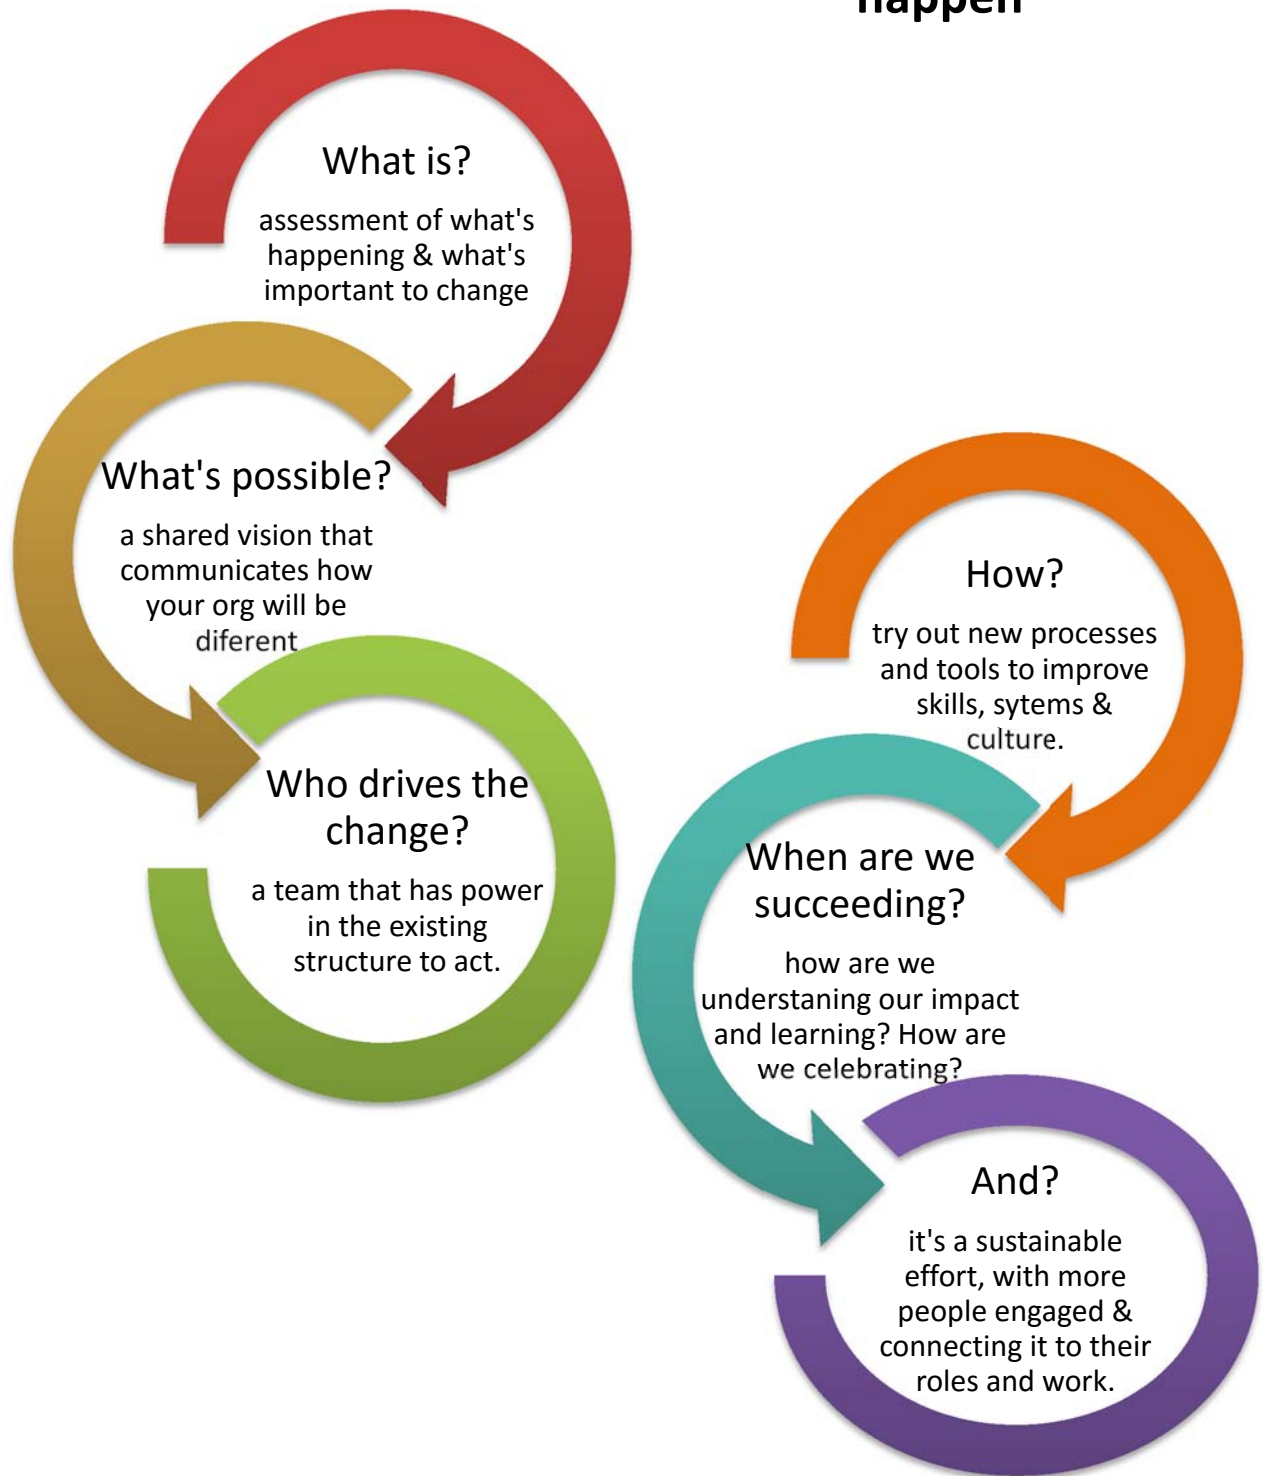 happen
What is?
assessment of what's
happening & what's
important to change
What's possible?
a shared vision that
communicates how
your org will be
diferent
Who drives the
change?
a team that has power
in the existing
structure to act.
How?
try out new processes
and tools to improve
skills, sytems &
culture.
When are we
succeeding?
how are we
understaning our impact
and learning? How are
we celebrating?
And?
it's a sustainable
effort, with more
people engaged &
connecting it to their
roles and work.